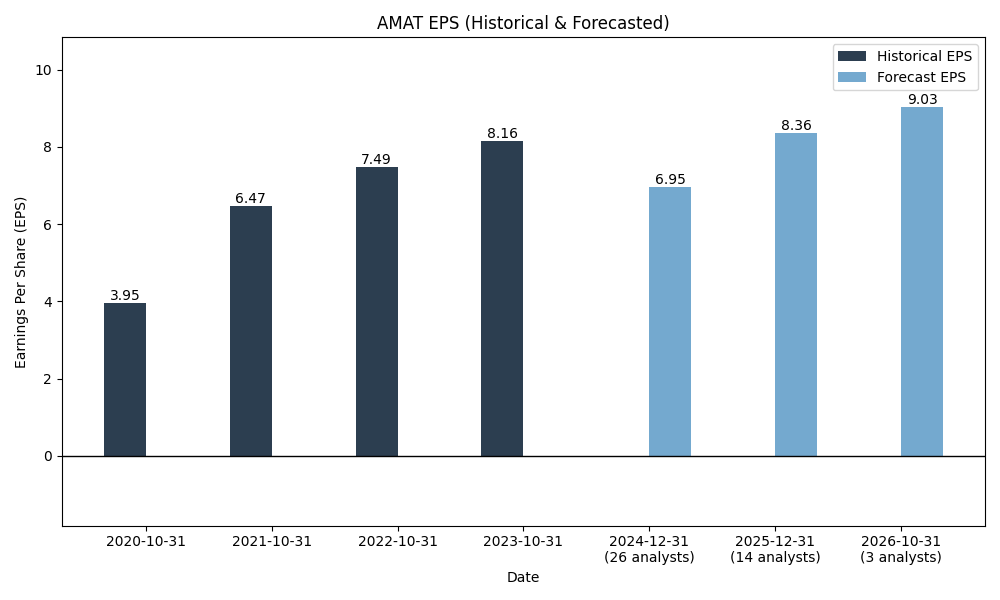 AMAT EPS (Historical & Forecasted)
Historical EPS
Forecast EPS
Earnings Per Share (EPS)
10
8
6
4
2
0
3.95
6.47
7.49
8.16
6.95
8.36
9.03
2020-10-31
2021-10-31
2022-10-31
2023-10-31
2024-12-31
(26 analysts)
2025-12-31
(14 analysts)
2026-10-31
(3 analysts)
Date